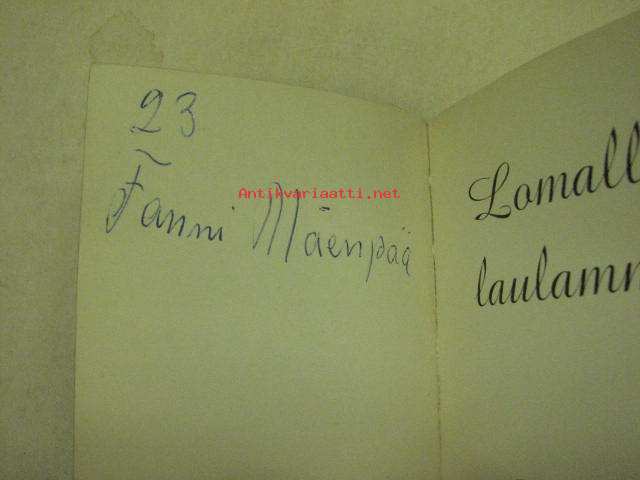 23
Antikvariaatti.net
Fanni Mäenpää
Lomall
laulamm